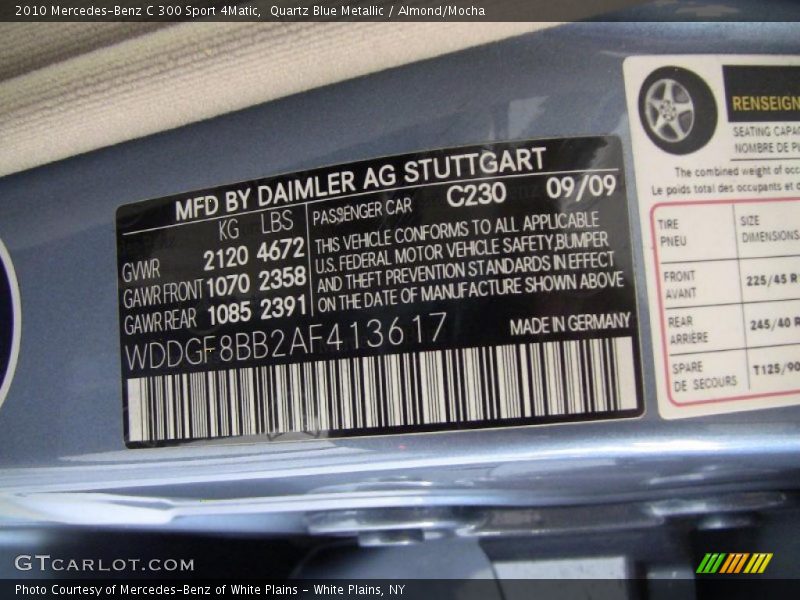 2010 Mercedes-Benz C 300 Sport 4Matic, Quartz Blue Metallic / Almond/Mocha
MFD BY DAIMLER AG STUTTGART
KG LBS
PASSENGER CAR C230 09/09
GVWR 2120 4672
GAWR FRONT 1070 2358
GAWR REAR 1085 2391
THIS VEHICLE CONFORMS TO ALL APPLICABLE
U.S. FEDERAL MOTOR VEHICLE SAFETY,BUMPER
AND THEFT PREVENTION STANDARDS IN EFFECT
ON THE DATE OF MANUFACTURE SHOWN ABOVE
WDDGF8BB2AF413617
MADE IN GERMANY
RENSEIGN
SEATING CAPA
NOMBRE DE PL
The combined weight of occ
Le poids total des occupants et d
TIRE
PNEU
SIZE
DIMENSIONS
FRONT
AVANT
225/45 R
REAR
ARRIÈRE
245/40 R
SPARE
DE SECOURS
T125/90
GTCARLOT.COM
Photo Courtesy of Mercedes-Benz of White Plains - White Plains, NY